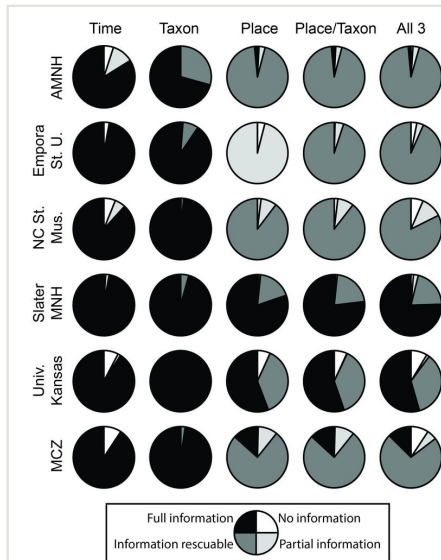 Time Taxon Place Place/Taxon All 3
AMNH
Empora
St. U.
NC St.
Mus.
Slater
MNH
Univ.
Kansas
MCZ
Full information No information
Information rescuable Partial information